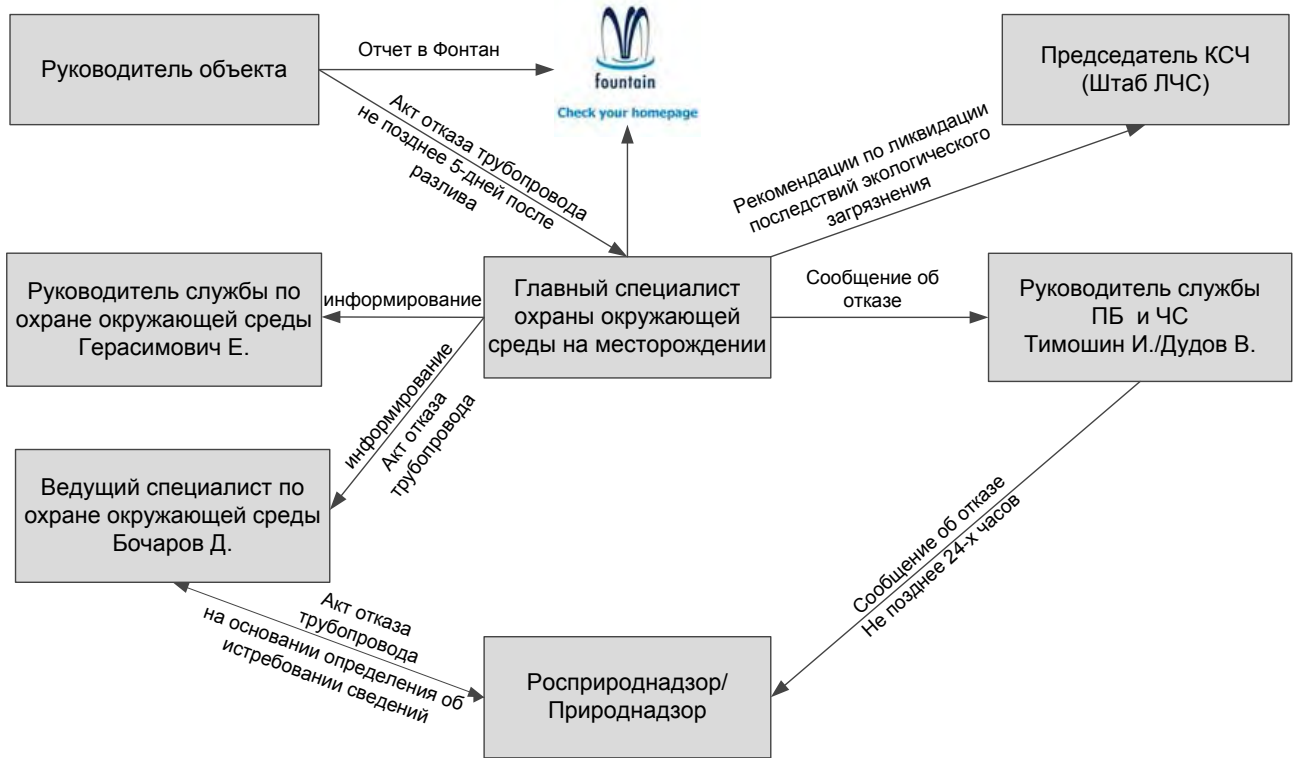 Руководитель объекта
Отчет в Фонтан
fountain
Check your homepage
Председатель КСЧ
(Штаб ЛЧС)
Акт отказа трубопровода
не позднее 5-дней после
разлива
Рекомендации по ликвидации
последствий экологического
загрязнения
Руководитель службы по
охране окружающей среды
Герасимович Е.
информирование
Главный специалист
охраны окружающей
среды на месторождении
Сообщение об
отказе
Руководитель службы
ПБ и ЧС
Тимошин И./Дудов В.
информирование
Акт отказа
трубопровода
Ведущий специалист по
охране окружающей среды
Бочаров Д.
Сообщение об отказе
Не позднее 24-х часов
Акт отказа
трубопровода
на основании определения об
истребовании сведений
Росприроднадзор/
Природнадзор